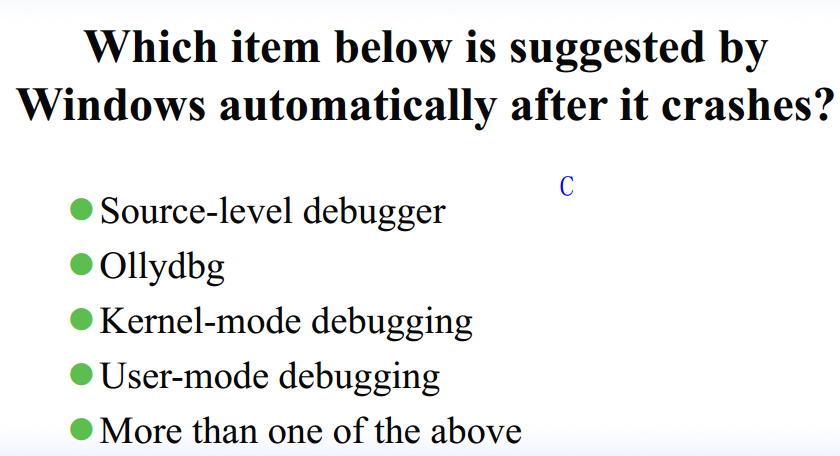 Which item below is suggested by
Windows automatically after it crashes?
C
Source-level debugger
Ollydbg
Kernel-mode debugging
User-mode debugging
More than one of the above